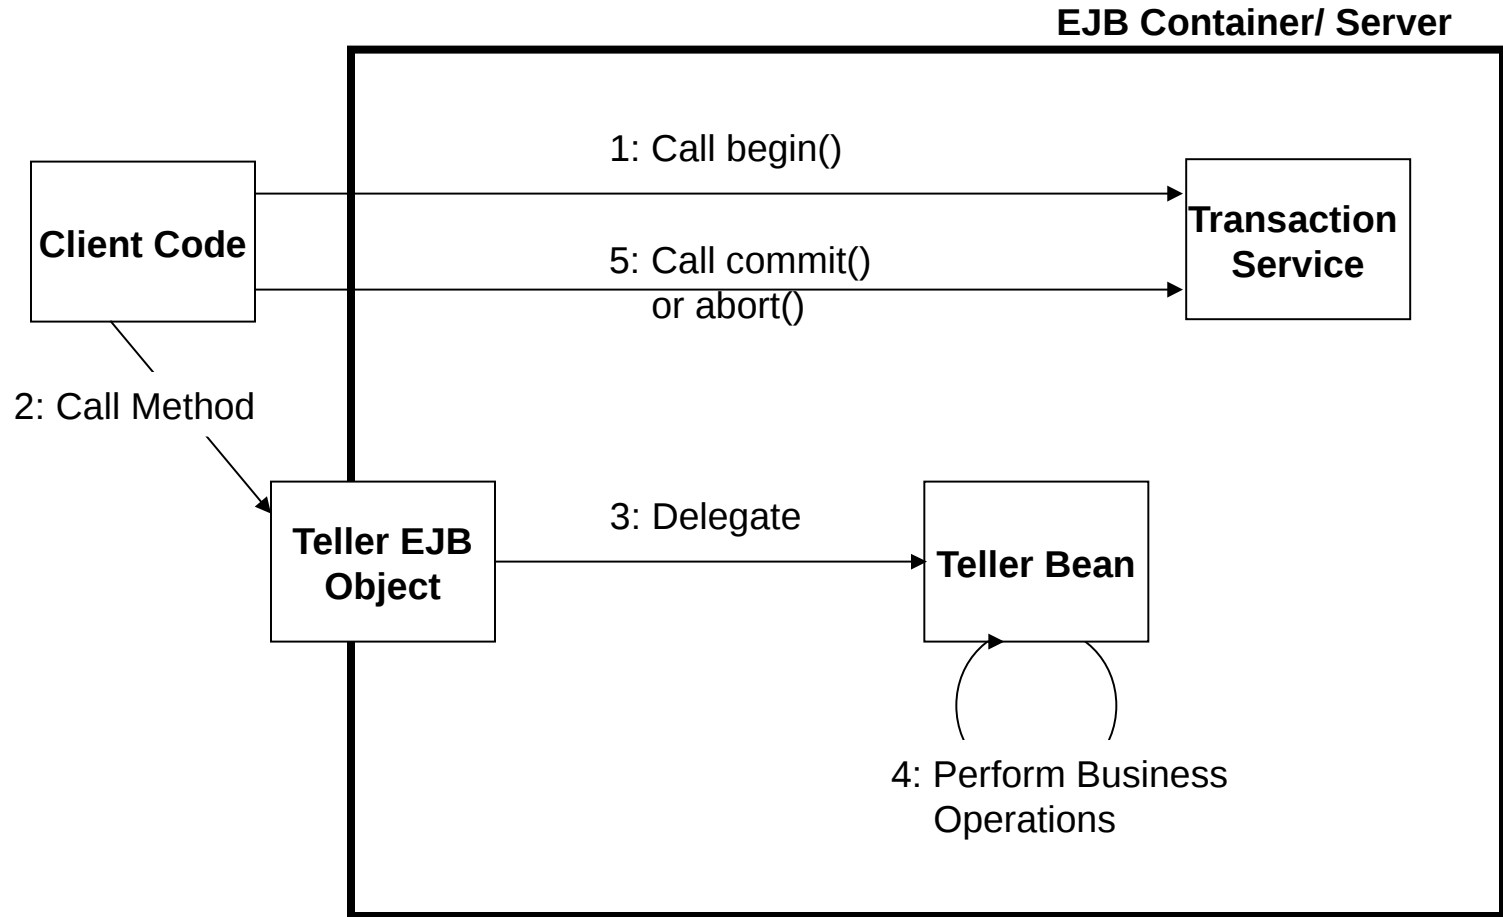 EJB Container/ Server
1: Call begin()
Client Code
Transaction
Service
5: Call commit()
or abort()
2: Call Method
Teller EJB
Object
3: Delegate
Teller Bean
4: Perform Business
Operations